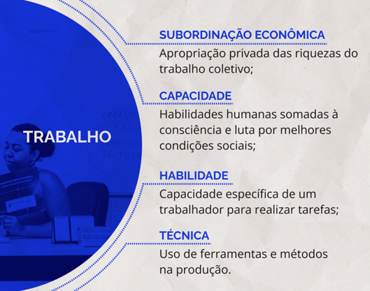 TRABALHO
SUBORDINAÇÃO ECONÔMICA
Apropriação privada das riquezas do
trabalho coletivo;
CAPACIDADE
Habilidades humanas somadas à
consciência e luta por melhores
condições sociais;
HABILIDADE
Capacidade específica de um
trabalhador para realizar tarefas;
TÉCNICA
Uso de ferramentas e métodos
na produção.